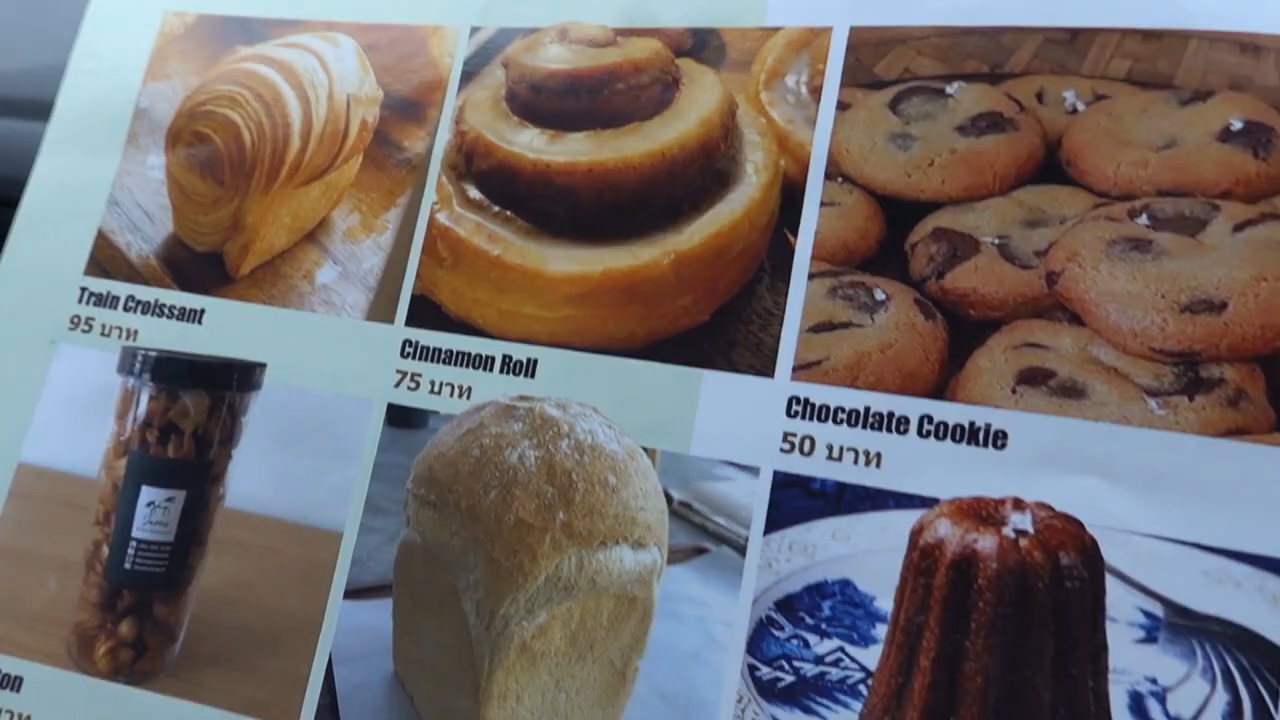 Train Croissant
95 บาท
Cinnamon Roll
75 บาท
Chocolate Cookie
50 บาท